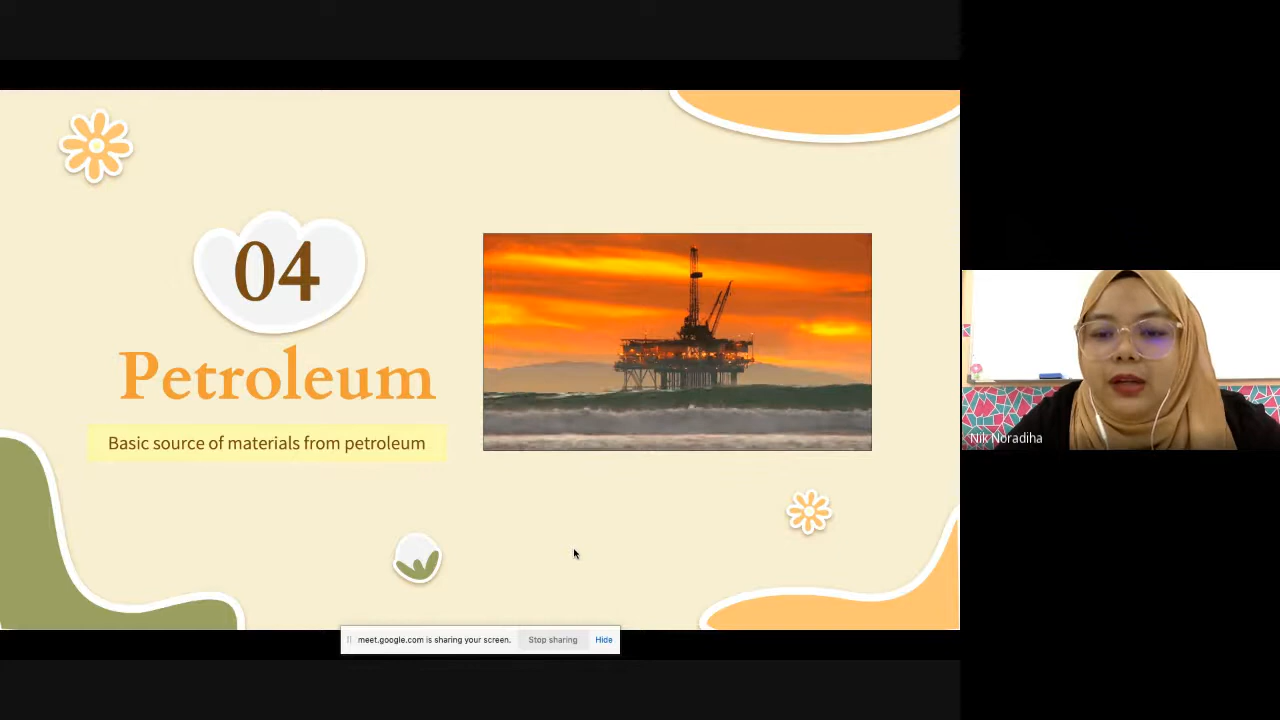 04
Petroleum
Basic source of materials from petroleum
Nik Noradiha
meet.google.com is sharing your screen.
Stop sharing
Hide